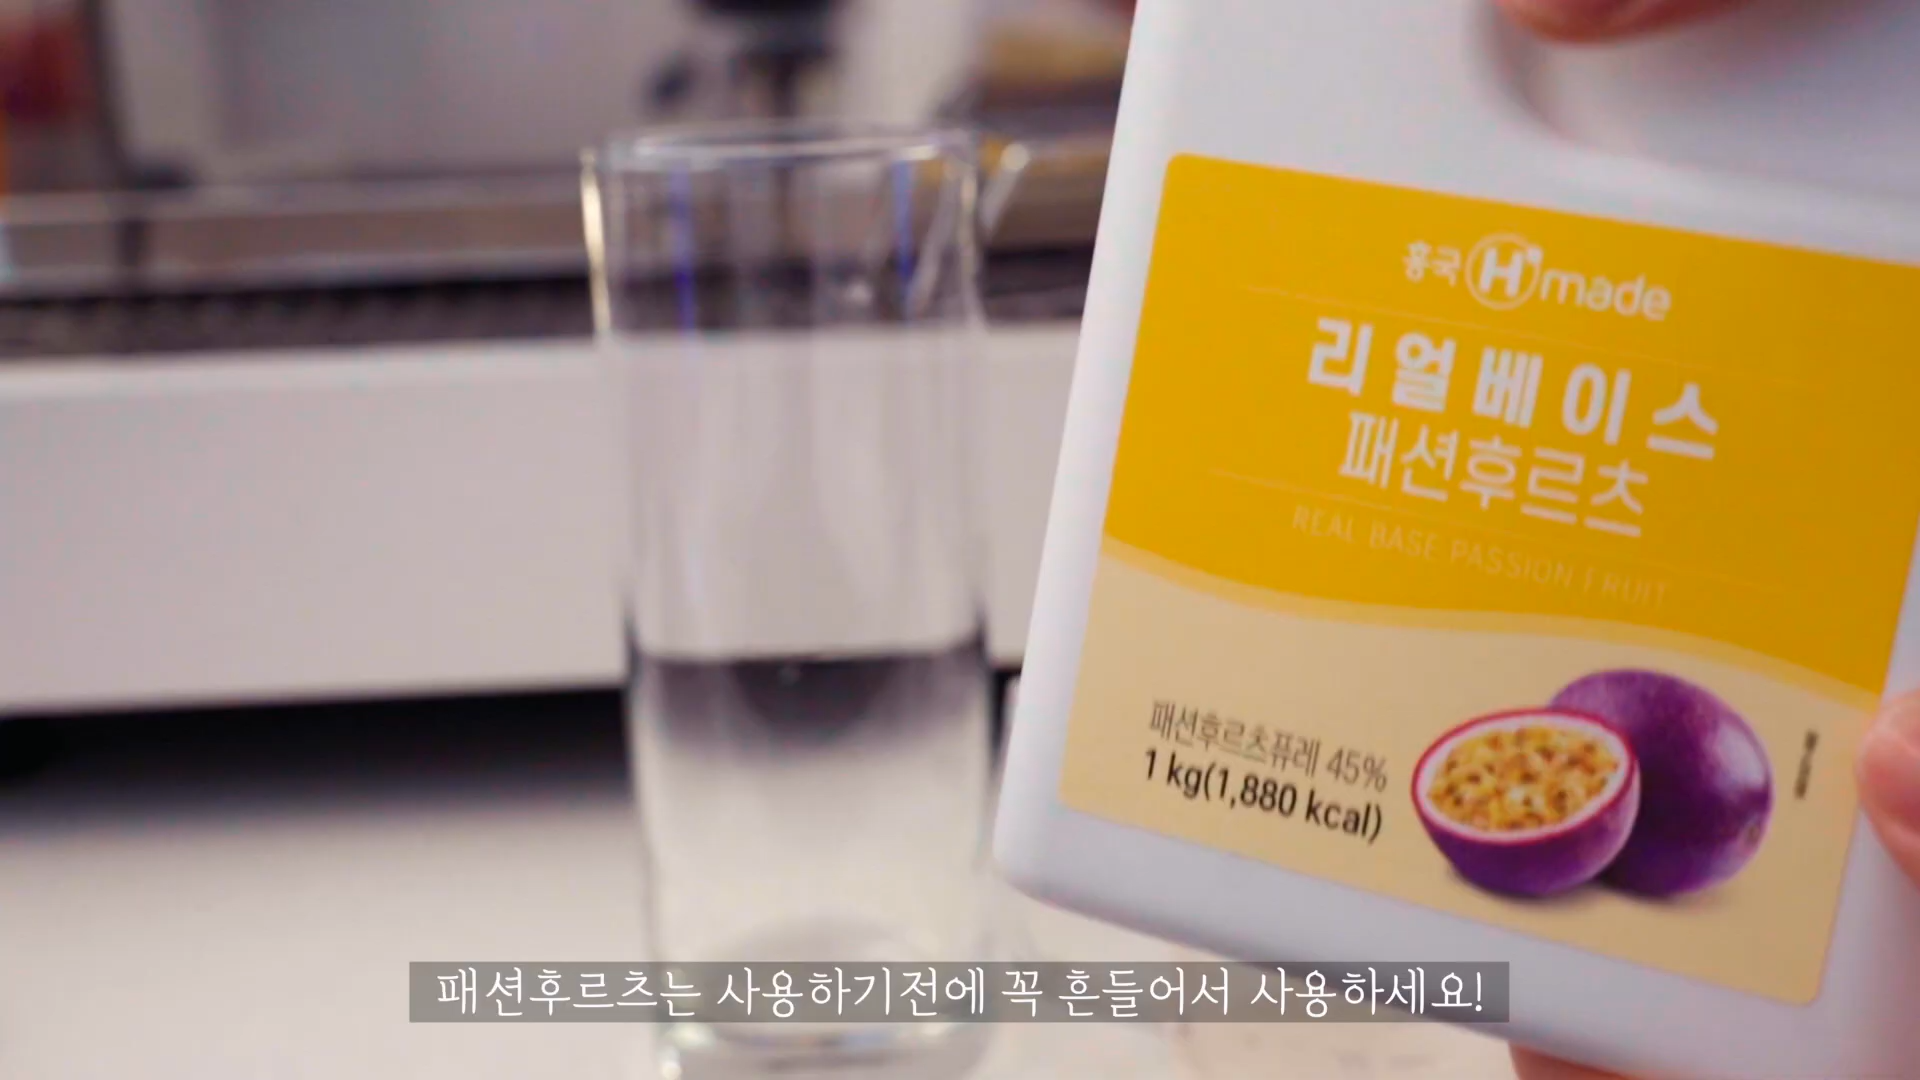 흥국 H made
리얼베이스
패션후르츠
REAL BASE PASSION FRUIT
패션후르츠퓨레 45%
1 kg(1,880 kcal)
패션후르츠는 사용하기전에 꼭 흔들어서 사용하세요!